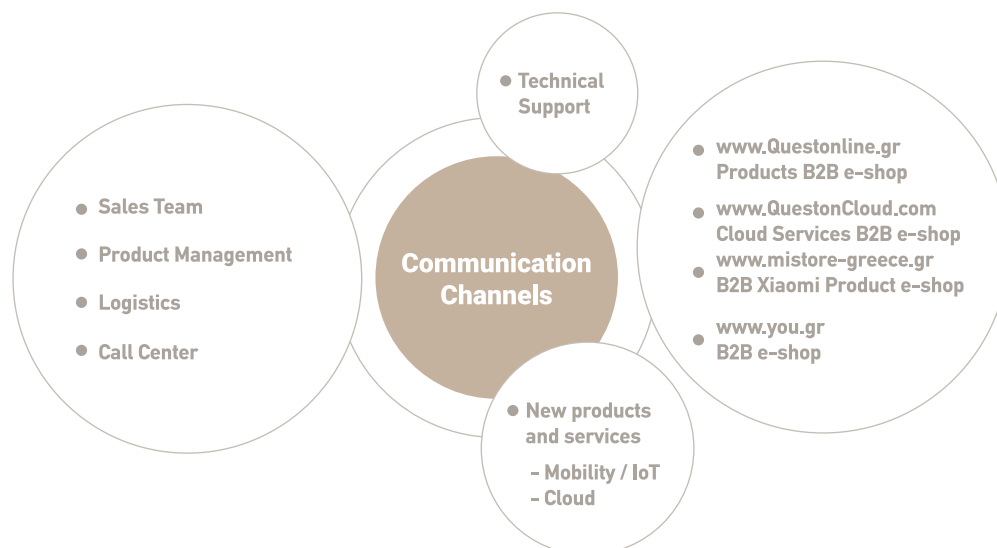 ● Technical
Support
● Sales Team
● Product Management
● Logistics
● Call Center
Communication
Channels
● www.Questonline.gr
Products B2B e-shop
● www.QuestonCloud.com
Cloud Services B2B e-shop
● www.mistore-greece.gr
B2B Xiaomi Product e-shop
● www.you.gr
B2B e-shop
● New products
and services
- Mobility / IoT
- Cloud